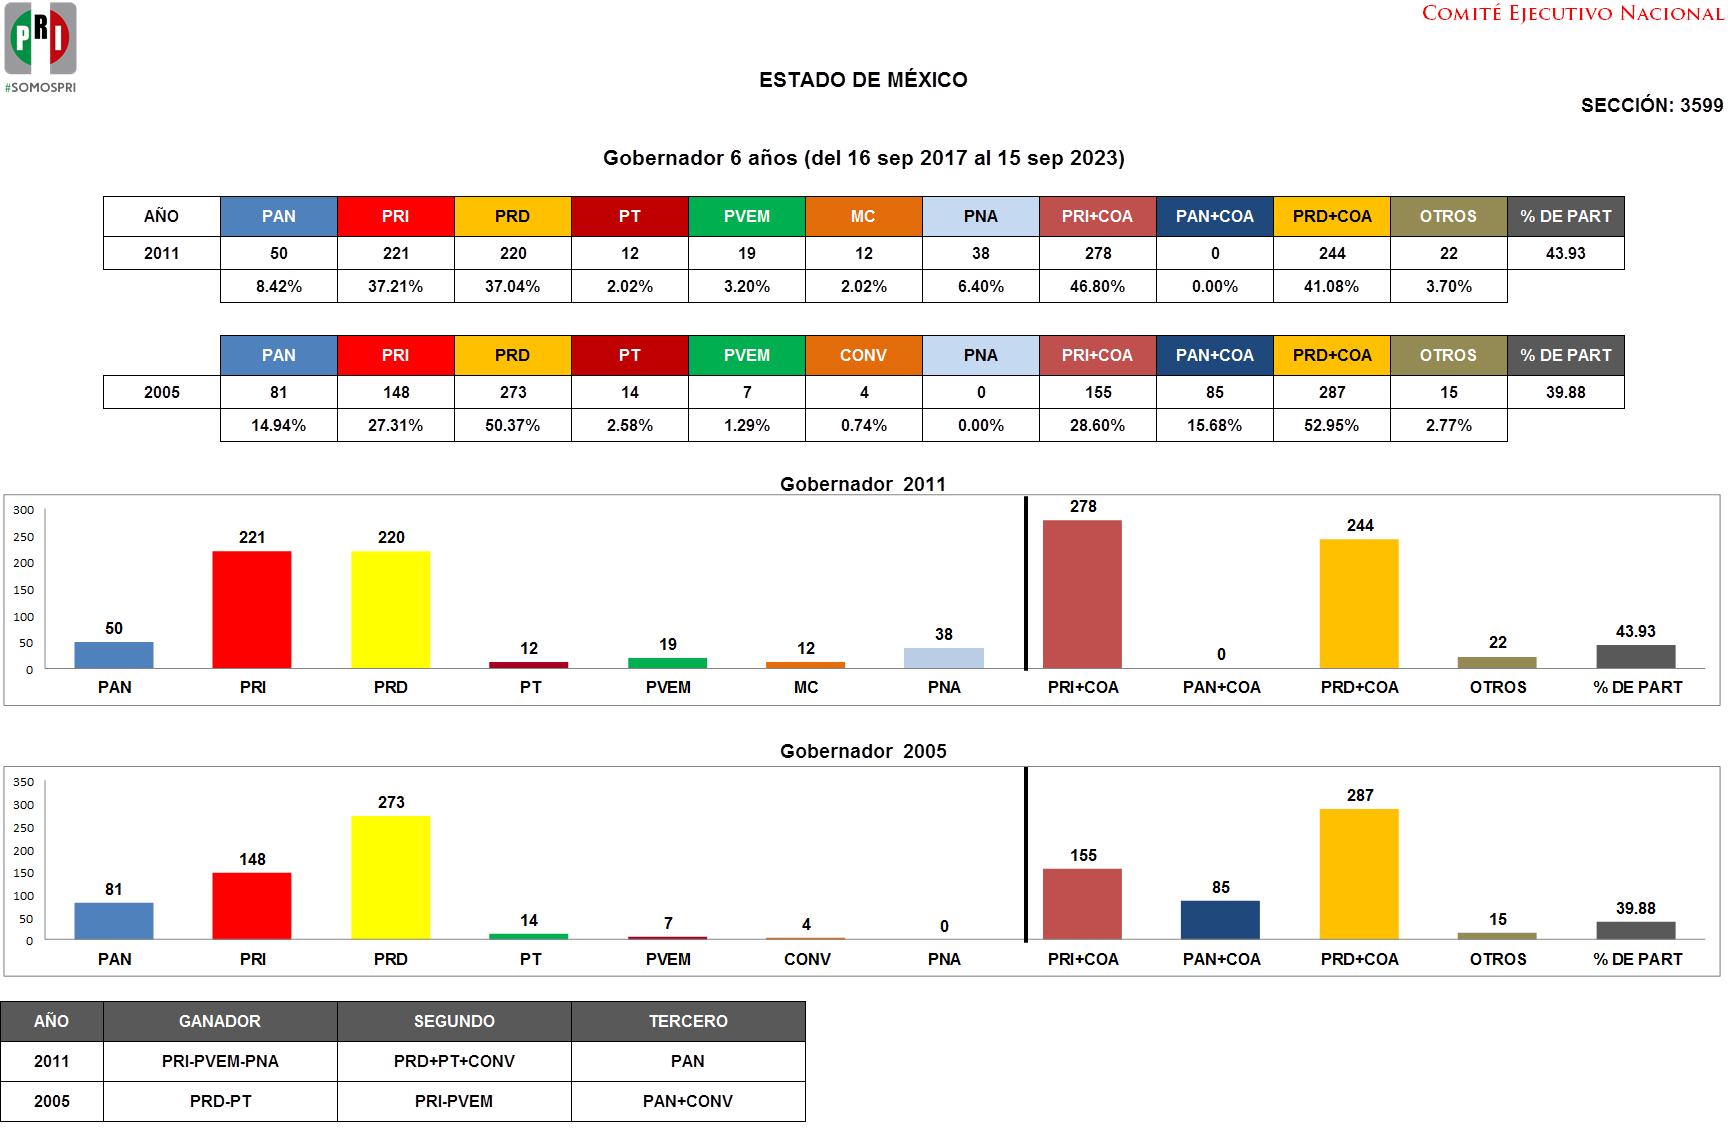 PRI
#SOMOSPRI
COMITÉ EJECUTIVO NACIONAL
ESTADO DE MÉXICO
SECCIÓN: 3599
Gobernador 6 años (del 16 sep 2017 al 15 sep 2023)
AÑO PAN PRI PRD PT PVEM MC PNA PRI+COA PAN+COA PRD+COA OTROS % DE PART
2011 50 221 220 12 19 12 38 278 0 244 22 43.93
8.42% 37.21% 37.04% 2.02% 3.20% 2.02% 6.40% 46.80% 0.00% 41.08% 3.70%
PAN PRI PRD PT PVEM CONV PNA PRI+COA PAN+COA PRD+COA OTROS % DE PART
2005 81 148 273 14 7 4 0 155 85 287 15 39.88
14.94% 27.31% 50.37% 2.58% 1.29% 0.74% 0.00% 28.60% 15.68% 52.95% 2.77%
Gobernador 2011
300
250
200
150
100
50
0
50 221 220 12 19 12 38 278 0 244 22 43.93
PAN PRI PRD PT PVEM MC PNA PRI+COA PAN+COA PRD+COA OTROS % DE PART
Gobernador 2005
350
300
250
200
150
100
50
0
81 148 273 14 7 4 0 155 85 287 15 39.88
PAN PRI PRD PT PVEM CONV PNA PRI+COA PAN+COA PRD+COA OTROS % DE PART
AÑO GANADOR SEGUNDO TERCERO
2011 PRI-PVEM-PNA PRD+PT+CONV PAN
2005 PRD-PT PRI-PVEM PAN+CONV